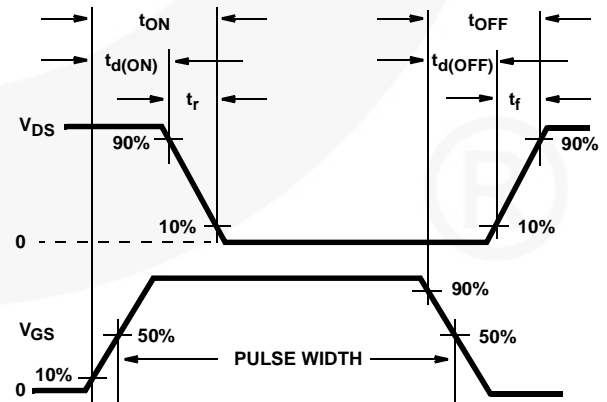 tON tOFF
td(ON) td(OFF)
tr tf
VDS
90% 90%
10% 10%
0
90%
VGS 50% 50%
PULSE WIDTH
10%
0
R